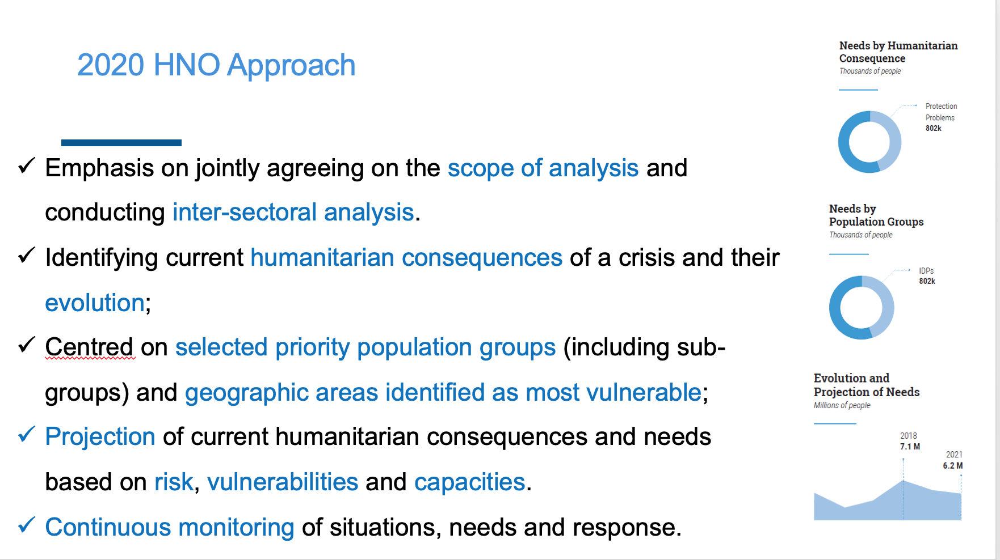 2020 HNO Approach
✓ Emphasis on jointly agreeing on the scope of analysis and
conducting inter-sectoral analysis.
✓ Identifying current humanitarian consequences of a crisis and their
evolution;
✓ Centred on selected priority population groups (including sub-
groups) and geographic areas identified as most vulnerable;
✓ Projection of current humanitarian consequences and needs
based on risk, vulnerabilities and capacities.
✓ Continuous monitoring of situations, needs and response.
Needs by Humanitarian
Consequence
Thousands of people
Protection
Problems
802k
Needs by
Population Groups
Thousands of people
IDPs
802k
Evolution and
Projection of Needs
Millions of people
2018
7.1 M
2021
6.2 M